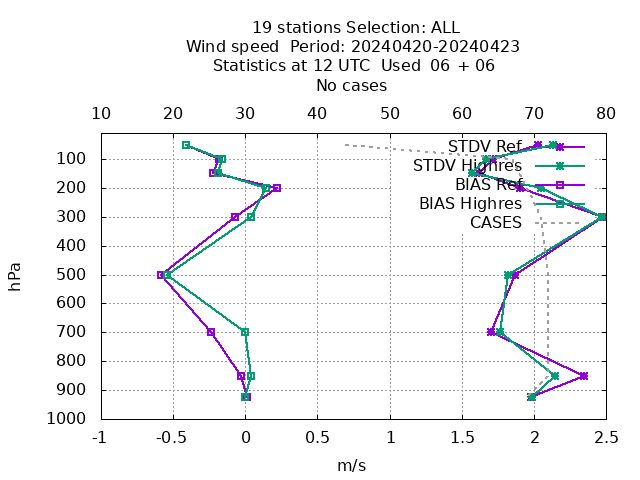 19 stations Selection: ALL
Wind speed  Period: 20240420-20240423
Statistics at 12 UTC  Used  06 + 06
No cases
10 20 30 40 50 60 70 80
STDV Ref
STDV Highres
BIAS Ref
BIAS Highres
CASES
100
200
300
400
500
600
700
800
900
1000
hPa
-1 -0.5 0 0.5 1 1.5 2 2.5
m/s